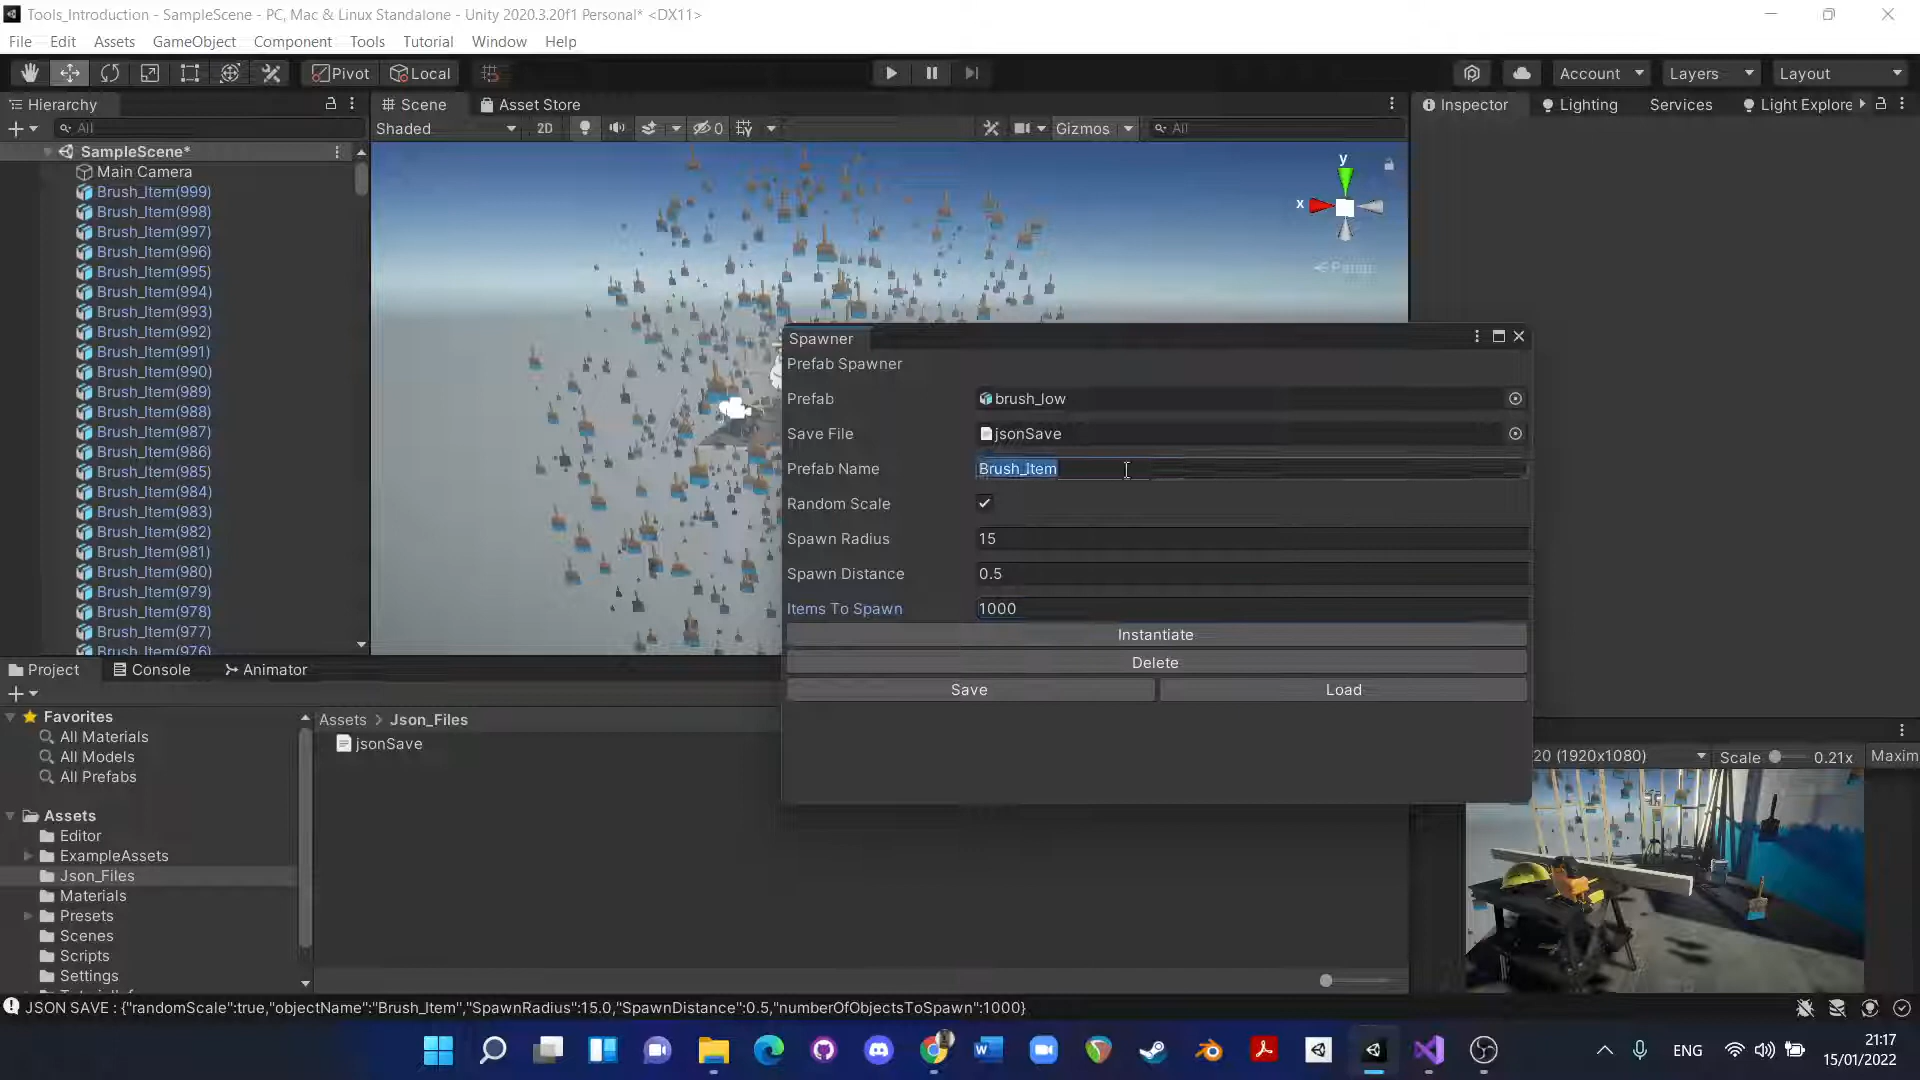 Tools_Introduction - SampleScene - PC, Mac & Linux Standalone - Unity 2020.3.20f1 Personal* <DX11>
File Edit Assets GameObject Component Tools Tutorial Window Help
Pivot Local Account Layers Layout
Hierarchy Scene Asset Store Inspector Lighting Services Light Explore
All Shaded 2D 0 Gizmos All
SampleScene*
Main Camera
Brush_Item(999)
Brush_Item(998)
Brush_Item(997)
Brush_Item(996)
Brush_Item(995)
Brush_Item(994)
Brush_Item(993)
Brush_Item(992)
Brush_Item(991)
Brush_Item(990)
Brush_Item(989)
Brush_Item(988)
Brush_Item(987)
Brush_Item(986)
Brush_Item(985)
Brush_Item(984)
Brush_Item(983)
Brush_Item(982)
Brush_Item(981)
Brush_Item(980)
Brush_Item(979)
Brush_Item(978)
Brush_Item(977)
Brush_Item(976)
y
x
Persp
Spawner
Prefab Spawner
Prefab brush_low
Save File jsonSave
Prefab Name Brush_Item
Random Scale
Spawn Radius 15
Spawn Distance 0.5
Items To Spawn 1000
Instantiate
Delete
Save Load
Project Console Animator
Favorites
All Materials
All Models
All Prefabs
Assets
Editor
ExampleAssets
Json_Files
Materials
Presets
Scenes
Scripts
Settings
Assets > Json_Files
jsonSave
20 (1920x1080) Scale 0.21x Maxim
JSON SAVE : {"randomScale":true,"objectName":"Brush_Item","SpawnRadius":15.0,"SpawnDistance":0.5,"numberOfObjectsToSpawn":1000}
ENG
21:17
15/01/2022